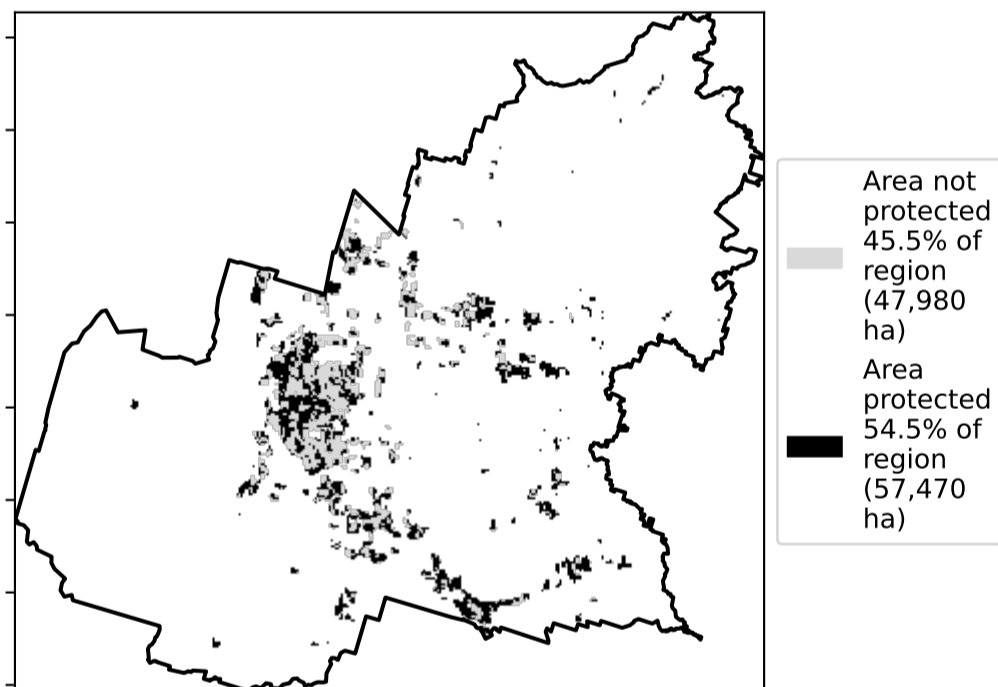 Area not
protected
45.5% of
region
(47,980
ha)
Area
protected
54.5% of
region
(57,470
ha)